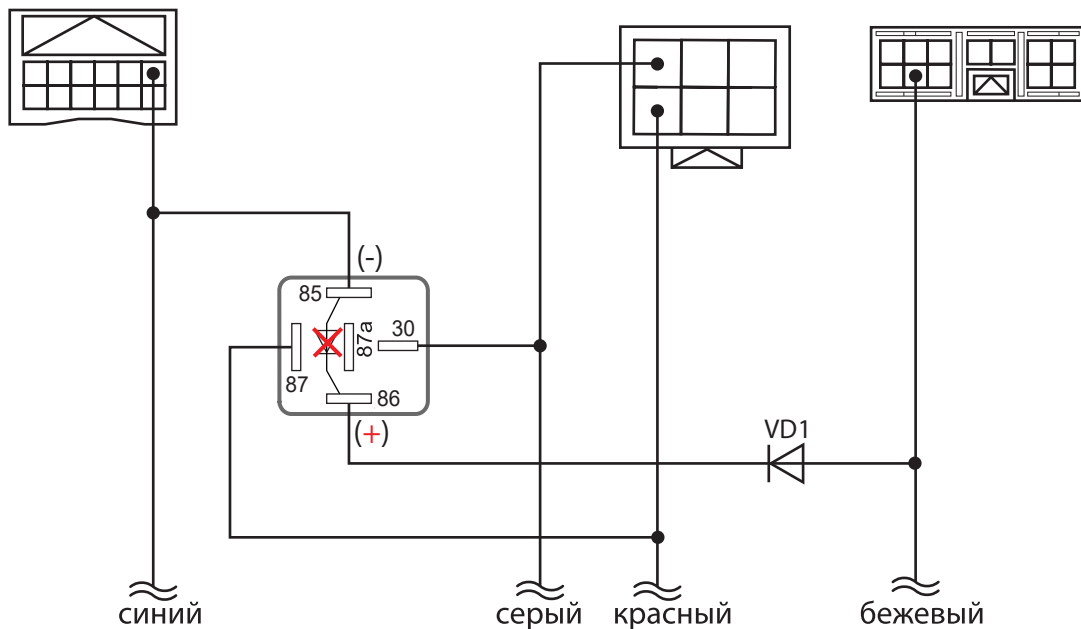 (-)
85
87a
30
87
86
(+)
VD1
синий
серый
красный
бежевый